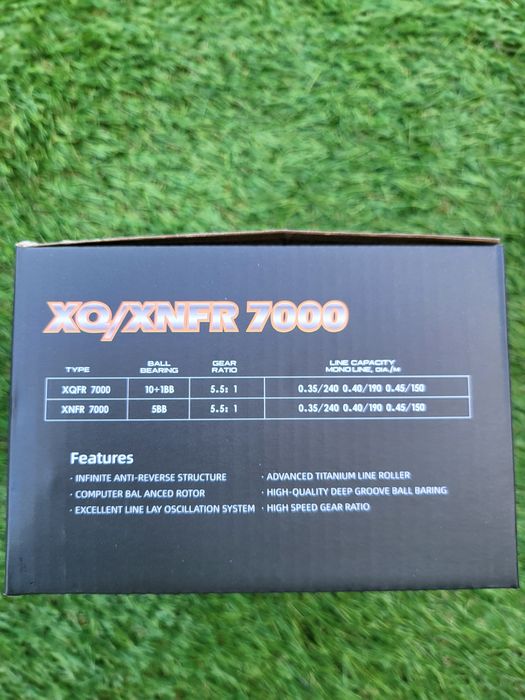 XQ/XNFR 7000
TYPE BALL BEARING GEAR RATIO LINE CAPACITY MONO LINE, DIA./M
XQFR 7000 10+1BB 5.5: 1 0.35/240 0.40/190 0.45/150
XNFR 7000 5BB 5.5: 1 0.35/240 0.40/190 0.45/150
Features
· INFINITE ANTI-REVERSE STRUCTURE · ADVANCED TITANIUM LINE ROLLER
· COMPUTER BAL ANCED ROTOR · HIGH-QUALITY DEEP GROOVE BALL BARING
· EXCELLENT LINE LAY OSCILLATION SYSTEM · HIGH SPEED GEAR RATIO